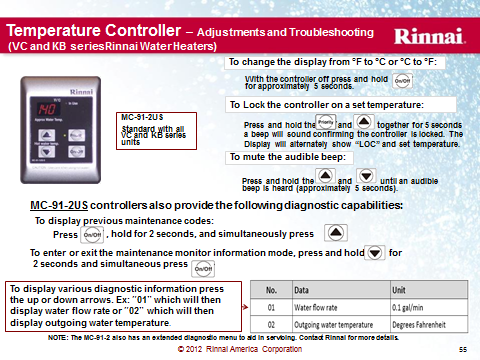 Temperature Controller – Adjustments and Troubleshooting
(VC and KB series Rinnai Water Heaters)
Rinnai
To change the display from °F to °C or °C to °F:
With the controller off press and hold On/Off
for approximately 5 seconds.
To Lock the controller on a set temperature:
Press and hold the Priority and together for 5 seconds
a beep will sound confirming the controller is locked. The
Display will alternately show “LOC” and set temperature.
To mute the audible beep:
Press and hold the and until an audible
beep is heard (approximately 5 seconds).
Rinnai
140
MC-91-2US
Standard with all
VC and KB series
units
MC-91-2US controllers also provide the following diagnostic capabilities:
To display previous maintenance codes:
Press On/Off , hold for 2 seconds, and simultaneously press
To enter or exit the maintenance monitor information mode, press and hold for
2 seconds and simultaneous press On/Off
To display various diagnostic information press
the up or down arrows. Ex: "01" which will then
display water flow rate or "02" which will then
display outgoing water temperature.
No. Data Unit
01 Water flow rate 0.1 gal/min
02 Outgoing water temperature Degrees Fahrenheit
NOTE: The MC-91-2 also has an extended diagnostic menu to aid in servicing. Contact Rinnai for more details.
© 2012 Rinnai America Corporation
55